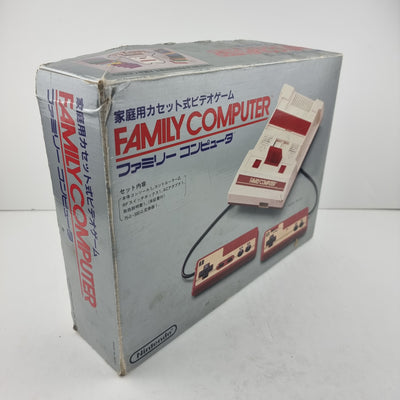 家庭用カセット式ビデオゲーム
FAMILY COMPUTER
ファミリー コンピュータ
セット内容
FAMILY COMPUTER
Nintendo
家庭用カセット式ビデオゲーム
FAMILY COMPUTER
ファミリー コンピュータ